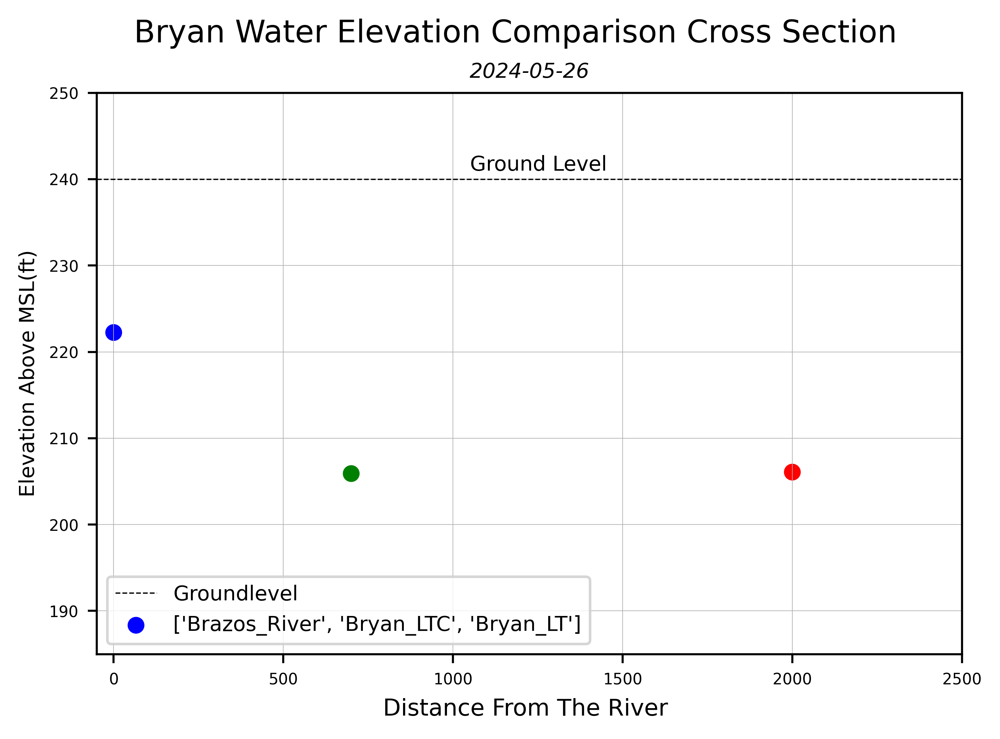 Bryan Water Elevation Comparison Cross Section
2024-05-26
250
240
230
220
210
200
190
Elevation Above MSL(ft)
Ground Level
Groundlevel
['Brazos_River', 'Bryan_LTC', 'Bryan_LT']
0 500 1000 1500 2000 2500
Distance From The River